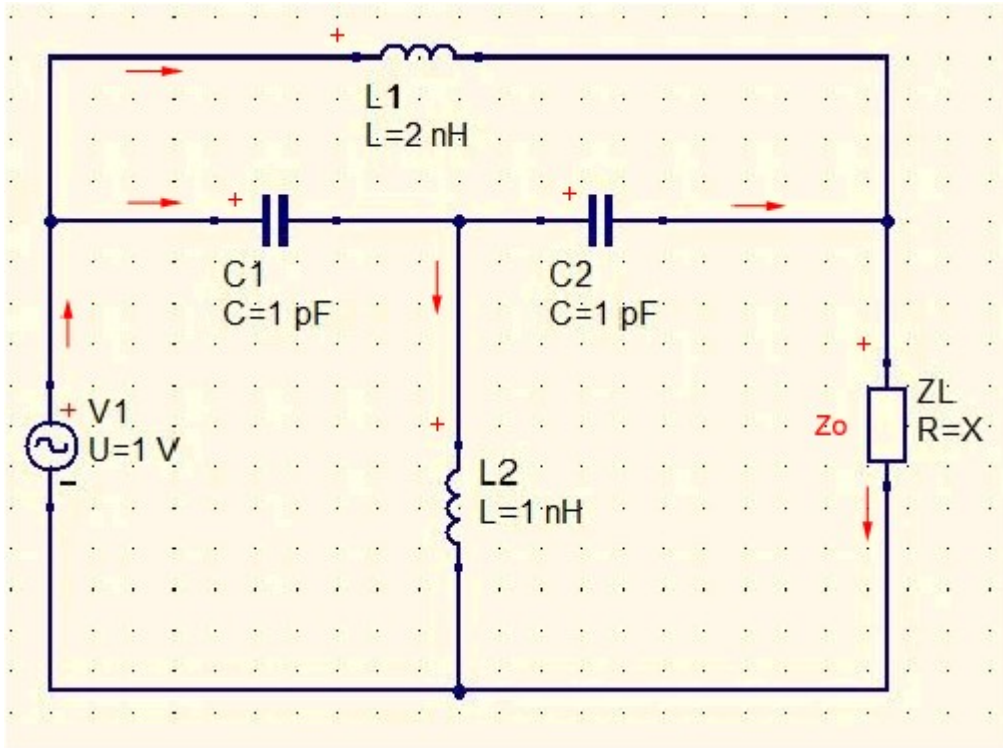 +
L1
L=2 nH
+
+
C1
C=1 pF
C2
C=1 pF
+
+ V1
U=1 V
-
+
L2
L=1 nH
Zo
ZL
R=X